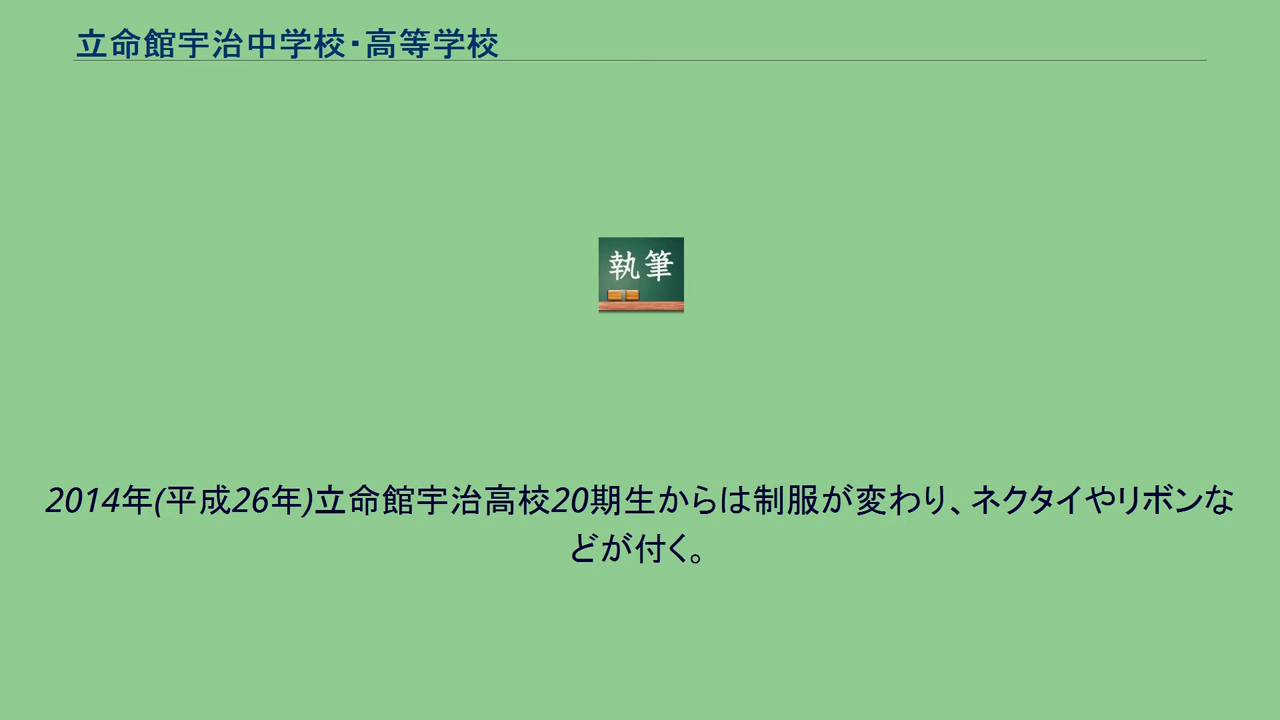 立命館宇治中学校・高等学校
執筆
2014年(平成26年)立命館宇治高校20期生からは制服が変わり、ネクタイやリボンな
どが付く。